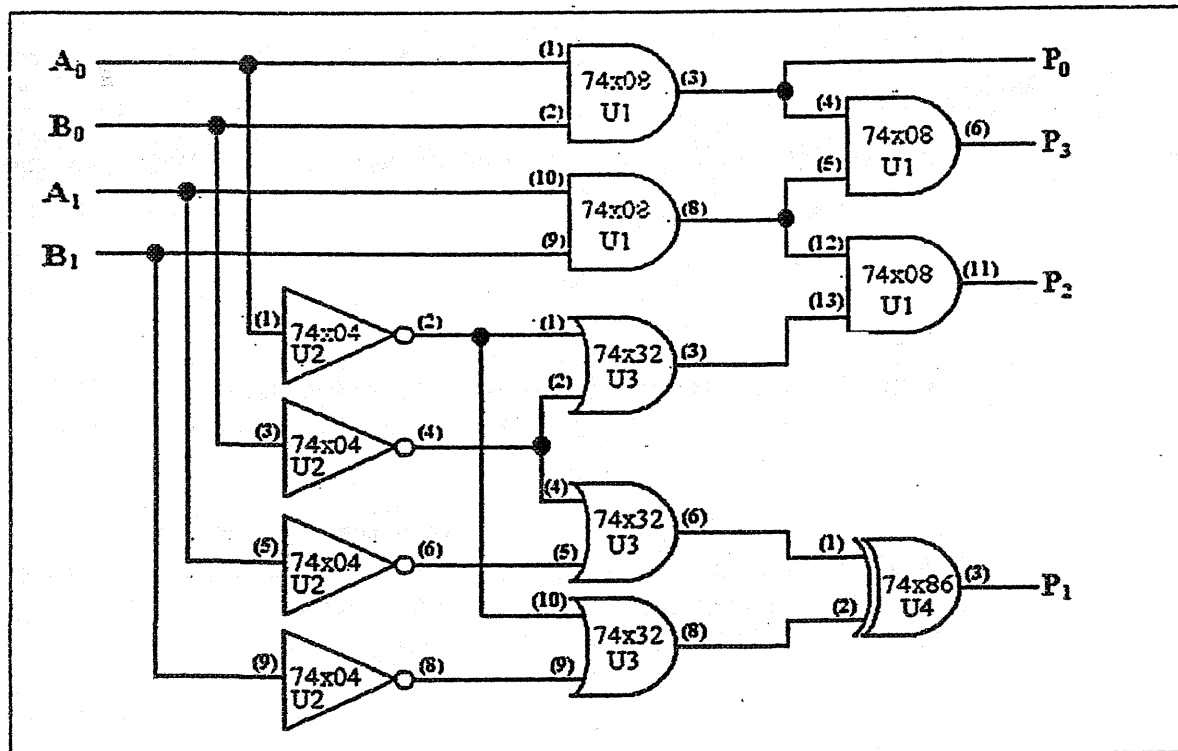 A0 (1) 74x08 U1 (3) P0
B0 (2) (4) 74x08 U1 (6) P3
A1 (10) 74x08 U1 (8) (5)
B1 (9) (12) 74x08 U1 (11) P2
(13)
(1) 74x04 U2 (2) (1) 74x32 U3 (3)
(2)
(3) 74x04 U2 (4)
(4) 74x32 U3 (6)
(5) 74x04 U2 (6) (5) (1) 74x86 U4 (3) P1
(10) 74x32 U3 (8) (2)
(9) 74x04 U2 (8) (9)